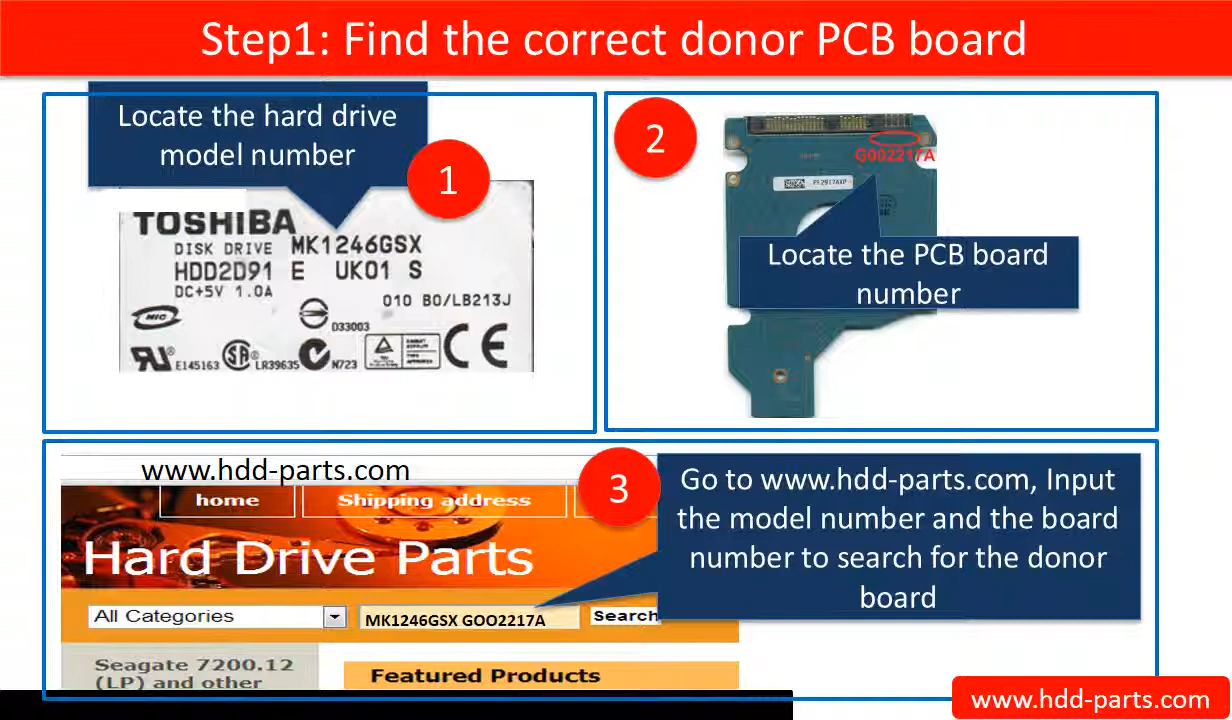 Step1: Find the correct donor PCB board
Locate the hard drive
model number
1
TOSHIBA
DISK DRIVE MK1246GSX
HDD2D91 E UK01 S
DC+5V 1.0A
010 B0/LB213J
MIC
D33003
E145163
LR39635
N723
2
G002217A
Locate the PCB board
number
www.hdd-parts.com
home
Shipping address
Hard Drive Parts
All Categories
MK1246GSX GOO2217A
Search
Seagate 7200.12
(LP) and other
Featured Products
3
Go to www.hdd-parts.com, Input
the model number and the board
number to search for the donor
board
www.hdd-parts.com